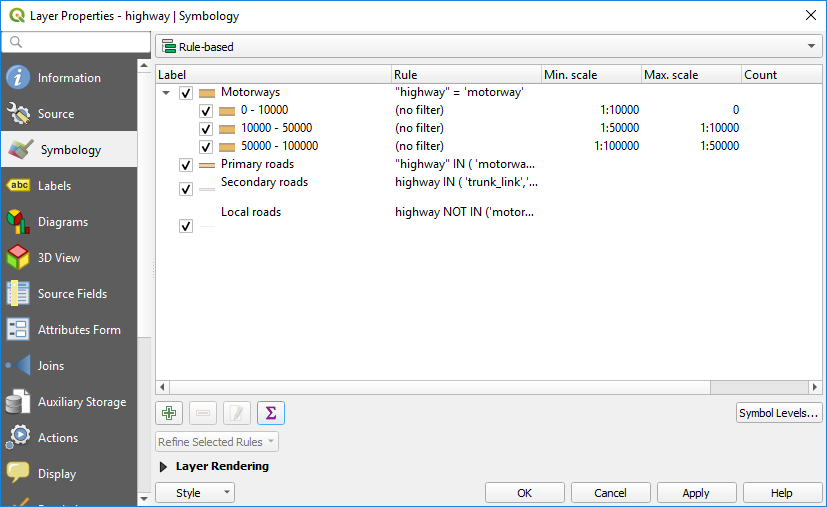 Layer Properties - highway | Symbology
Rule-based
Information
Source
Symbology
abc Labels
Diagrams
3D View
Source Fields
Attributes Form
Joins
Auxiliary Storage
Actions
Display
Label Rule Min. scale Max. scale Count
Motorways "highway" = 'motorway'
0 - 10000 (no filter) 1:10000 0
10000 - 50000 (no filter) 1:50000 1:10000
50000 - 100000 (no filter) 1:100000 1:50000
Primary roads "highway" IN ( 'motorwa...
Secondary roads highway IN ( 'trunk_link','...
Local roads highway NOT IN ('motor...
Σ Symbol Levels...
Refine Selected Rules
Layer Rendering
Style OK Cancel Apply Help